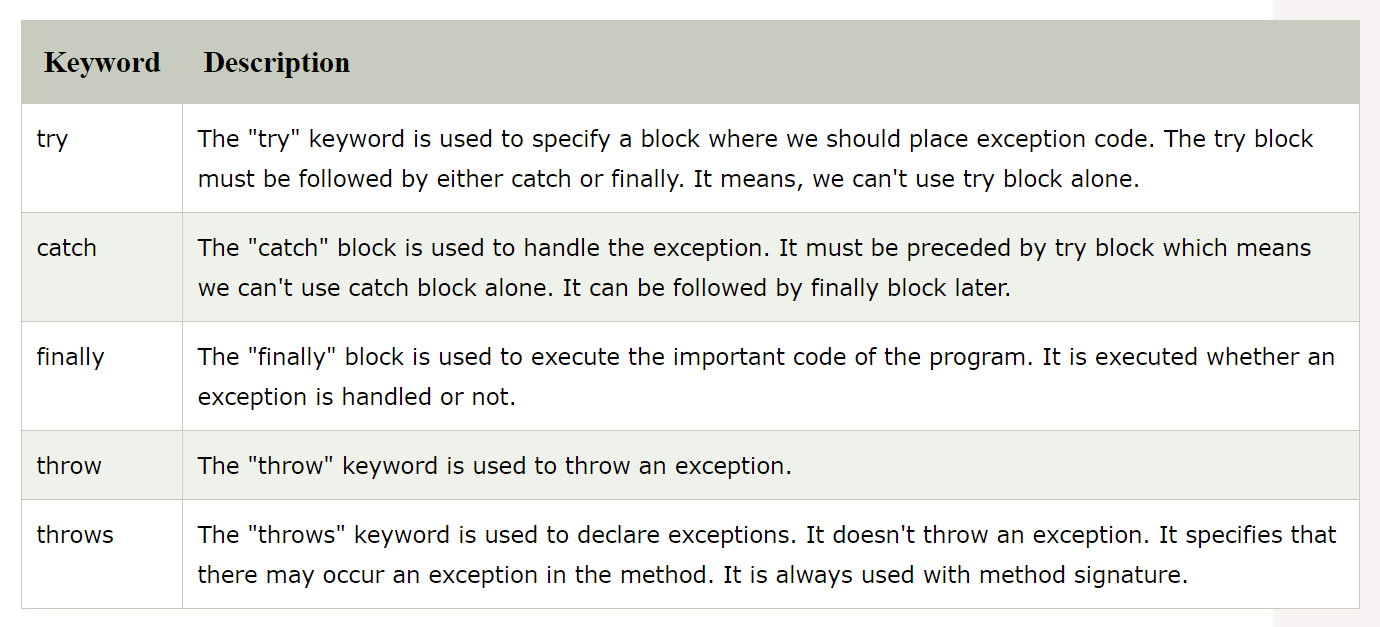 Keyword Description
try The "try" keyword is used to specify a block where we should place exception code. The try block
must be followed by either catch or finally. It means, we can't use try block alone.
catch The "catch" block is used to handle the exception. It must be preceded by try block which means
we can't use catch block alone. It can be followed by finally block later.
finally The "finally" block is used to execute the important code of the program. It is executed whether an
exception is handled or not.
throw The "throw" keyword is used to throw an exception.
throws The "throws" keyword is used to declare exceptions. It doesn't throw an exception. It specifies that
there may occur an exception in the method. It is always used with method signature.